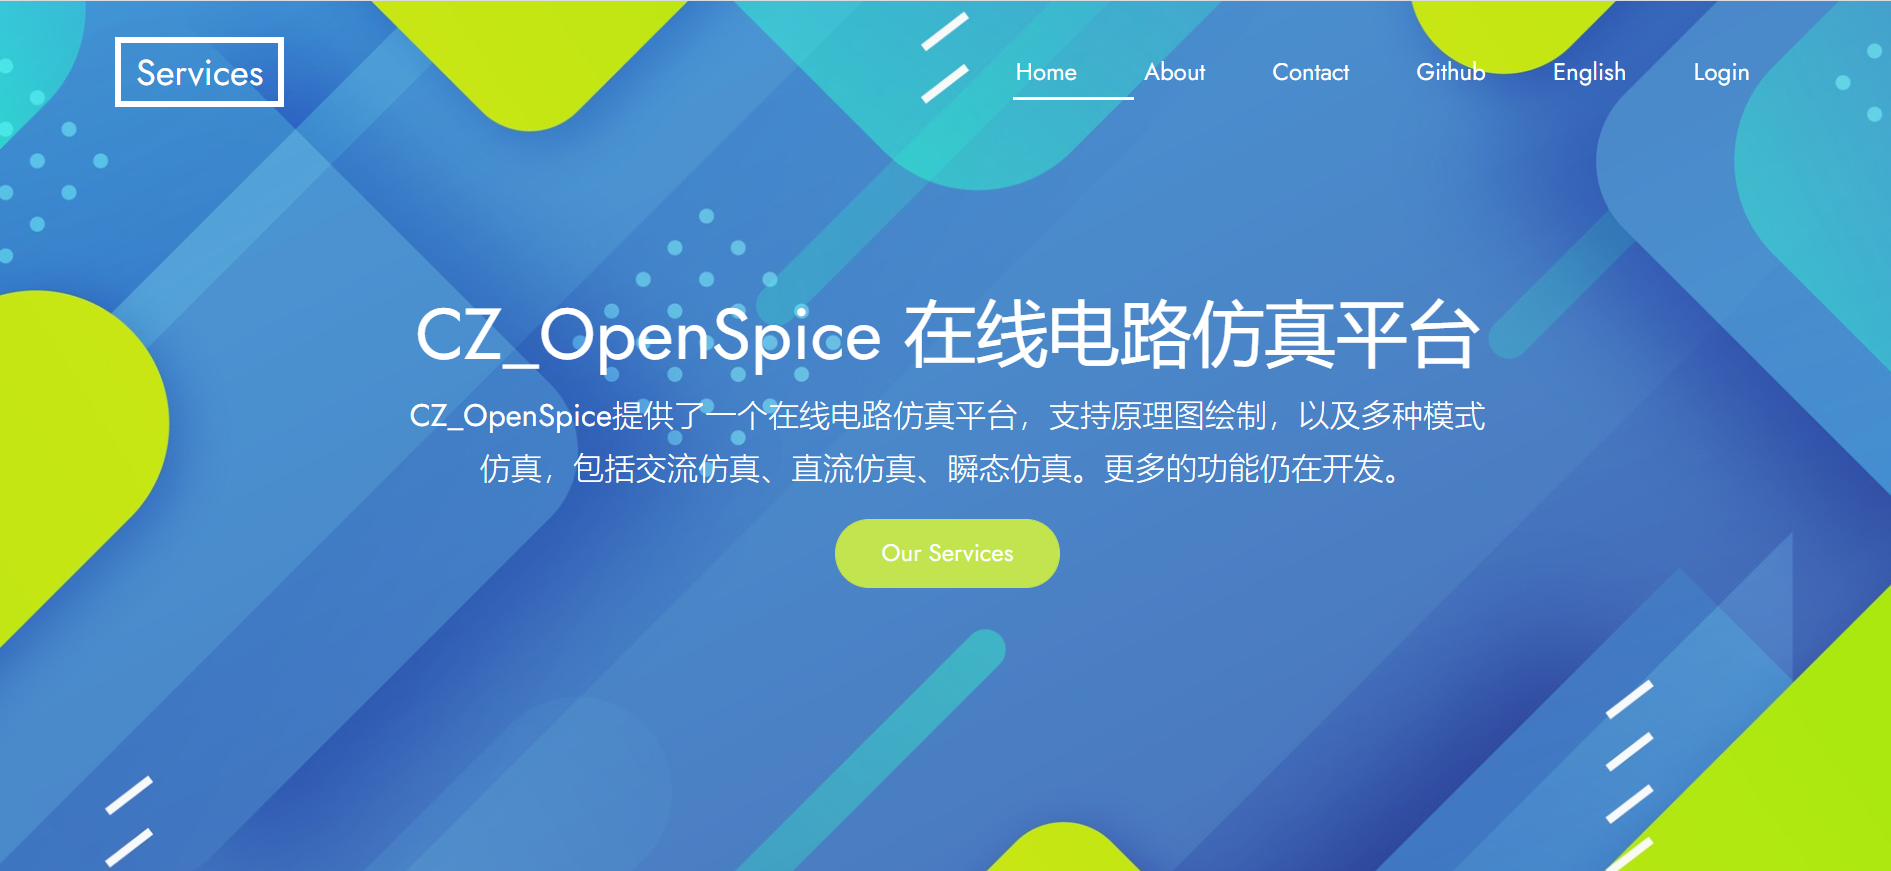 Services
Home About Contact Github English Login
CZ_OpenSpice 在线电路仿真平台
CZ_OpenSpice提供了一个在线电路仿真平台，支持原理图绘制，以及多种模式
仿真，包括交流仿真、直流仿真、瞬态仿真。更多的功能仍在开发。
Our Services